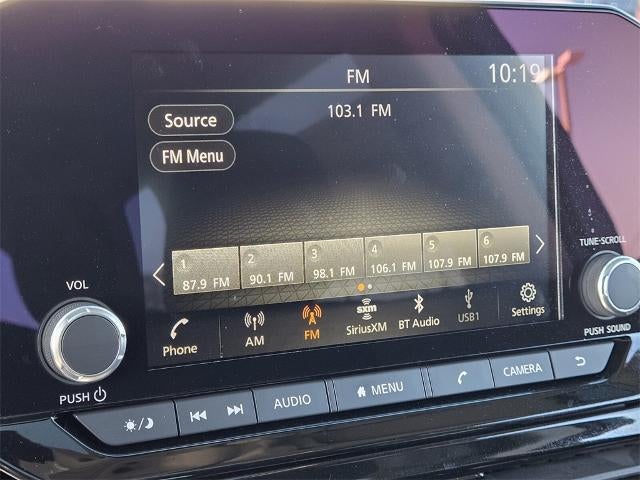 FM
10:19
Source
103.1 FM
FM Menu
1 2 3 4 5 6
87.9 FM 90.1 FM 98.1 FM 106.1 FM 107.9 FM 107.9 FM
TUNE·SCROLL
VOL
sxm
Phone AM FM SiriusXM BT Audio USB1 Settings
PUSH SOUND
PUSH
AUDIO MENU CAMERA